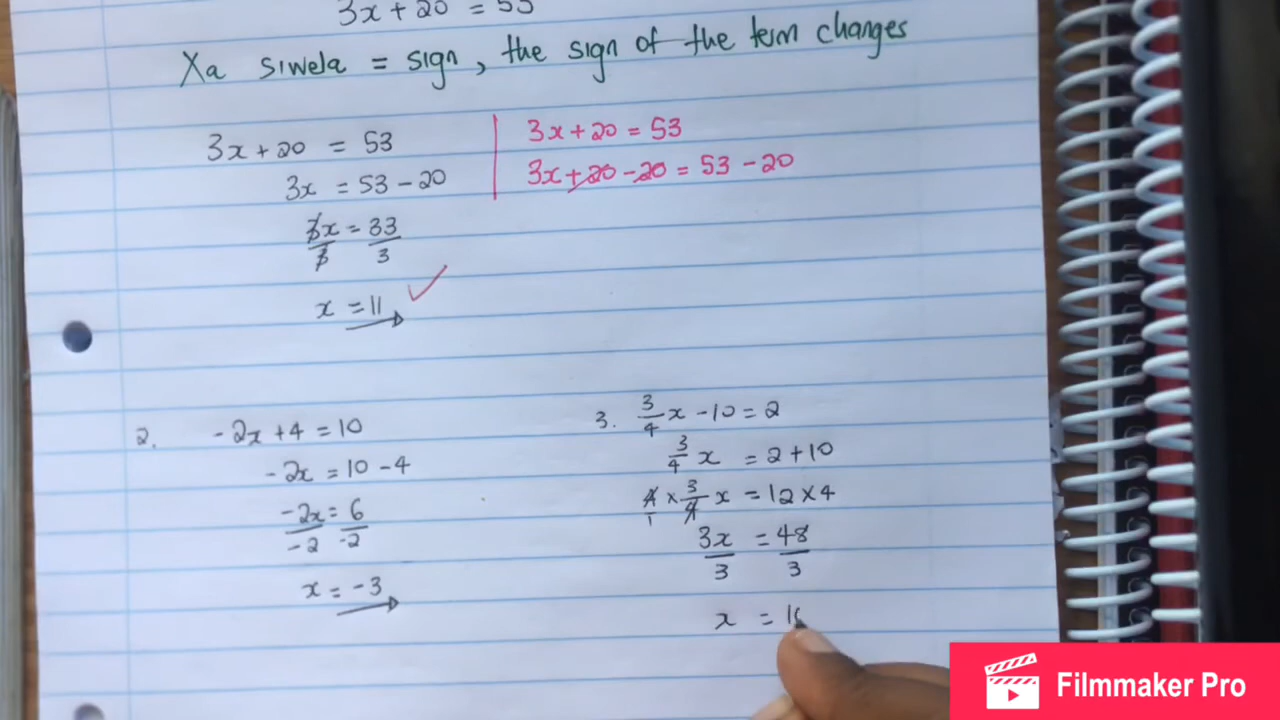 3x + 20 = 53
Xa siwela = sign, the sign of the term changes
3x + 20 = 53
3x = 53 - 20
3x/3 = 33/3
x = 11
3x + 20 = 53
3x + 20 - 20 = 53 - 20
2. -2x + 4 = 10
-2x = 10 - 4
-2x/-2 = 6/-2
x = -3
3. 3/4 x - 10 = 2
3/4 x = 2 + 10
4/1 × 3/4 x = 12 × 4
3x/3 = 48/3
x = 16
Filmmaker Pro